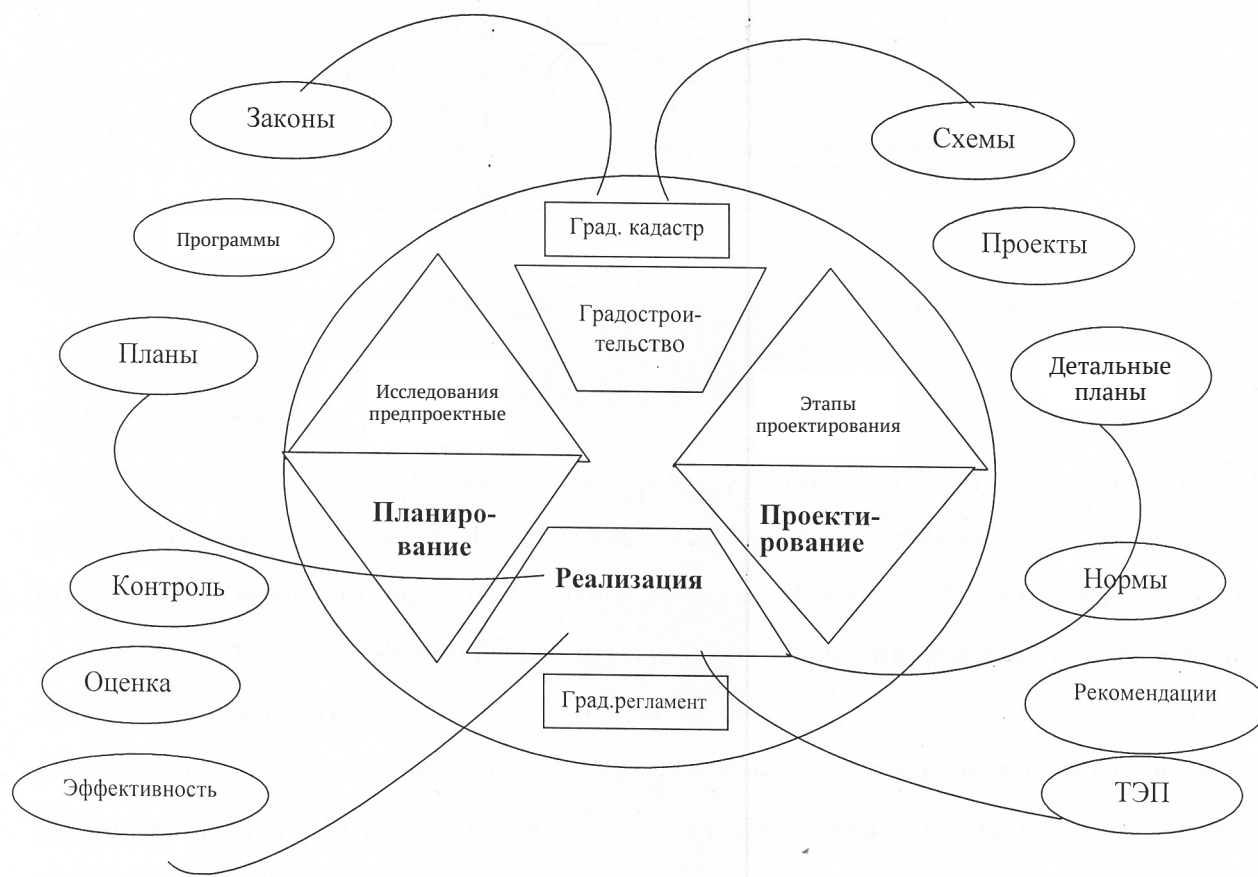 Законы
Схемы
Программы
Град. кадастр
Проекты
Планы
Градострои-
тельство
Детальные
планы
Исследования
предпроектные
Этапы
проектирования
Планиро-
вание
Проекти-
рование
Контроль
Реализация
Нормы
Оценка
Град.регламент
Рекомендации
Эффективность
ТЭП